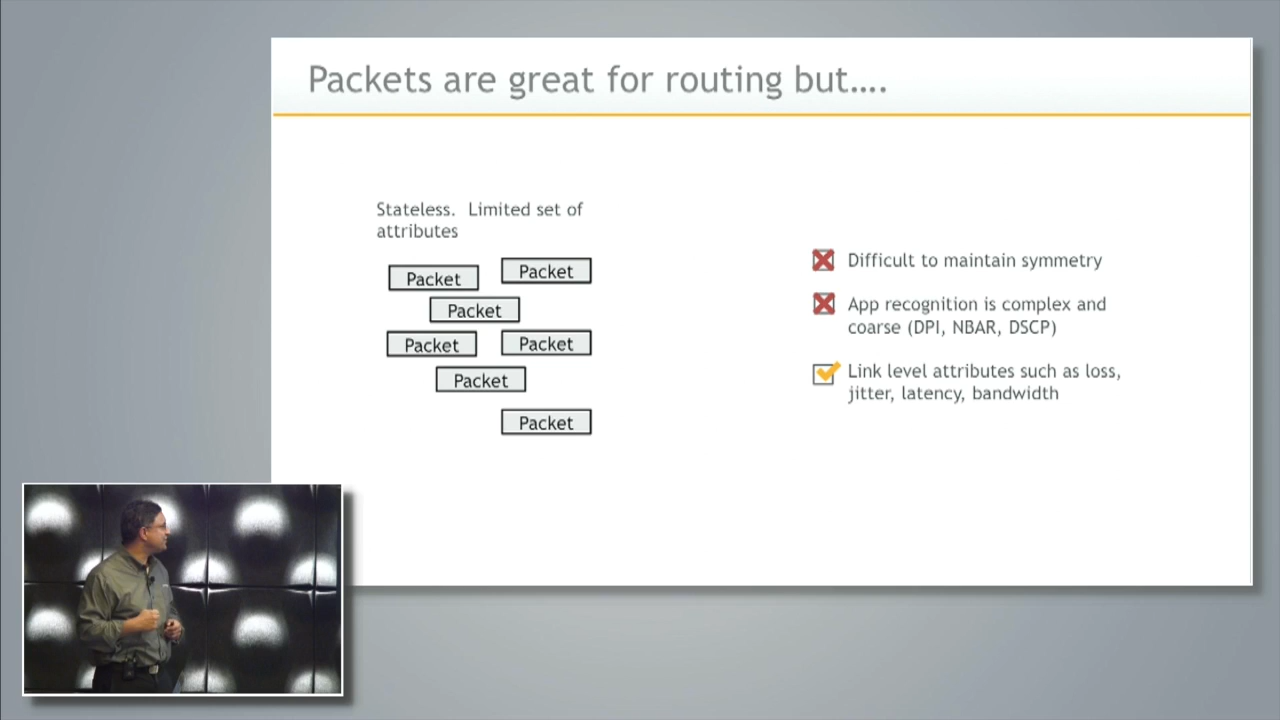 Packets are great for routing but....
Stateless.  Limited set of
attributes
Packet
Packet
Packet
Packet
Packet
Packet
Packet
Difficult to maintain symmetry
App recognition is complex and
coarse (DPI, NBAR, DSCP)
Link level attributes such as loss,
jitter, latency, bandwidth